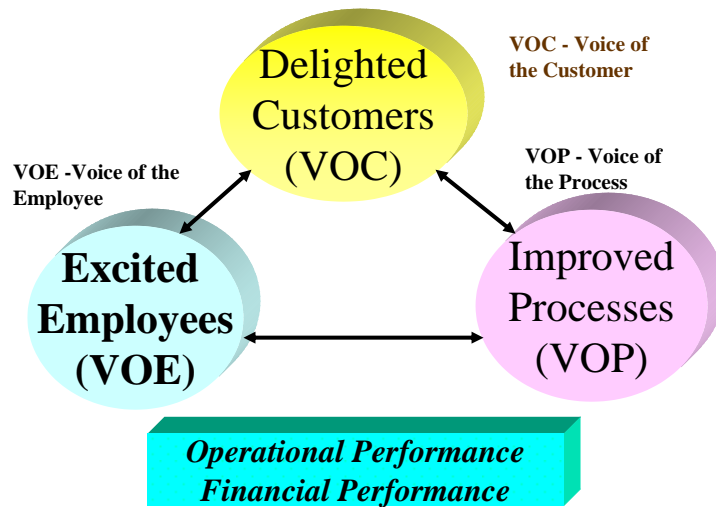 VOC - Voice of
the Customer
Delighted
Customers
(VOC)
VOE -Voice of the
Employee
VOP - Voice of
the Process
Excited
Employees
(VOE)
Improved
Processes
(VOP)
Operational Performance
Financial Performance